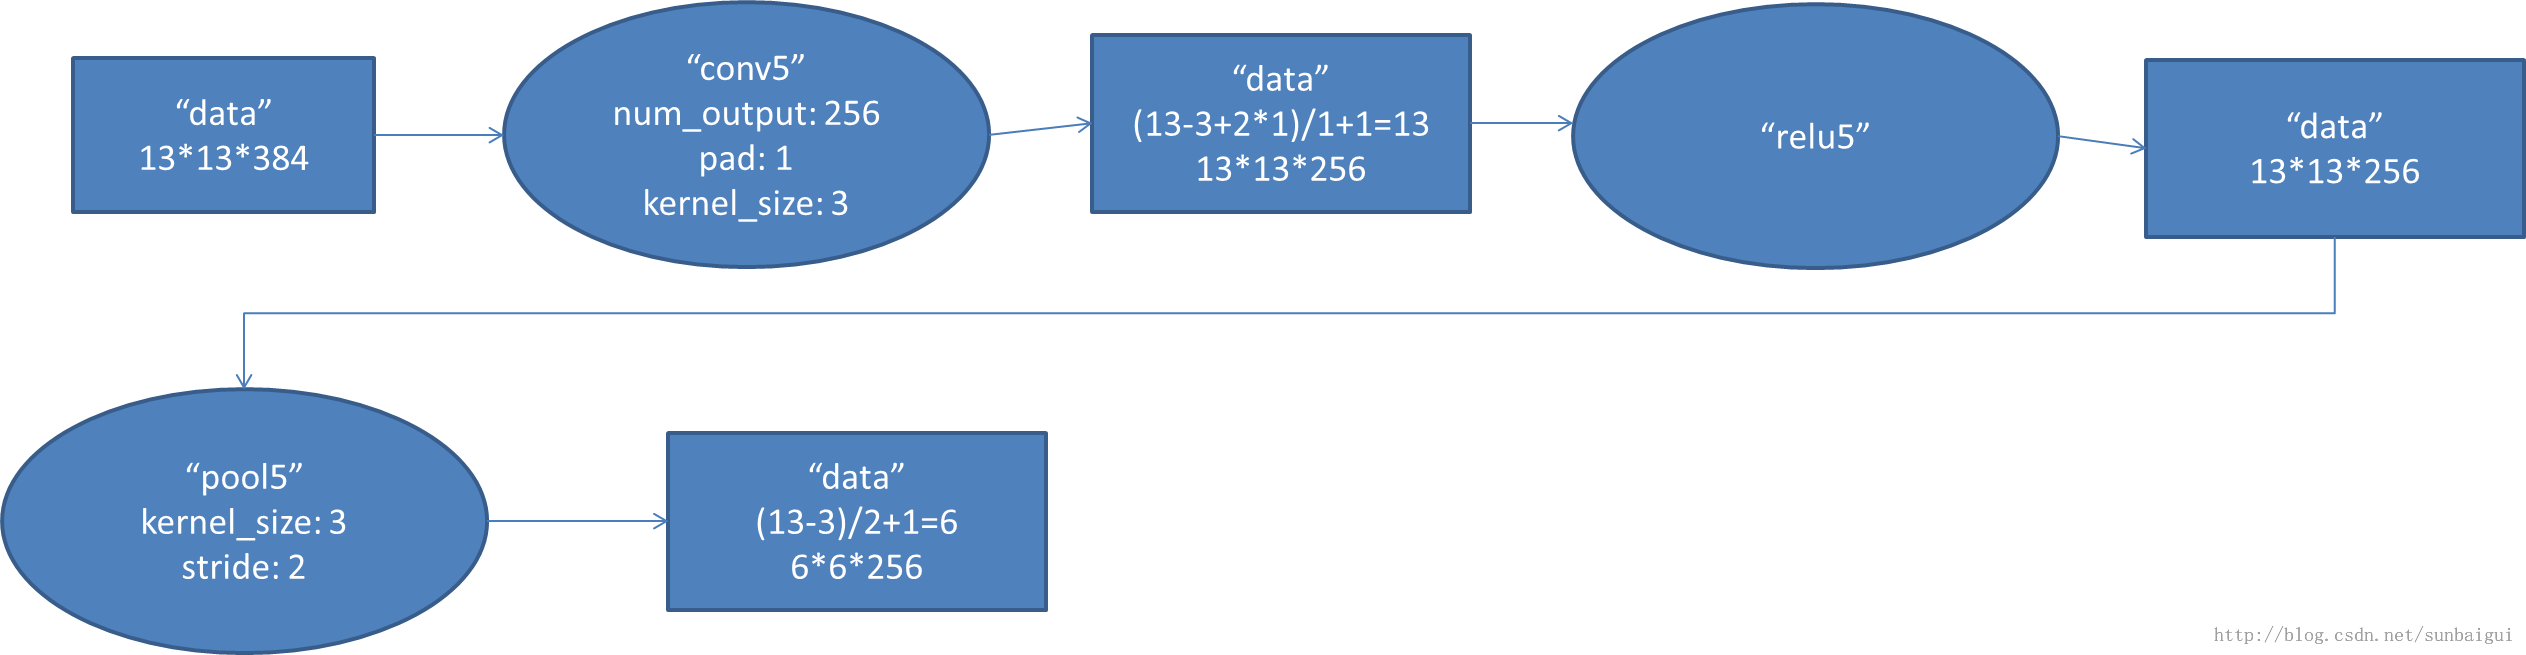 “data”
13*13*384
“conv5”
num_output: 256
pad: 1
kernel_size: 3
“data”
(13-3+2*1)/1+1=13
13*13*256
“relu5”
“data”
13*13*256
“pool5”
kernel_size: 3
stride: 2
“data”
(13-3)/2+1=6
6*6*256
http://blog.csdn.net/sunbaigui